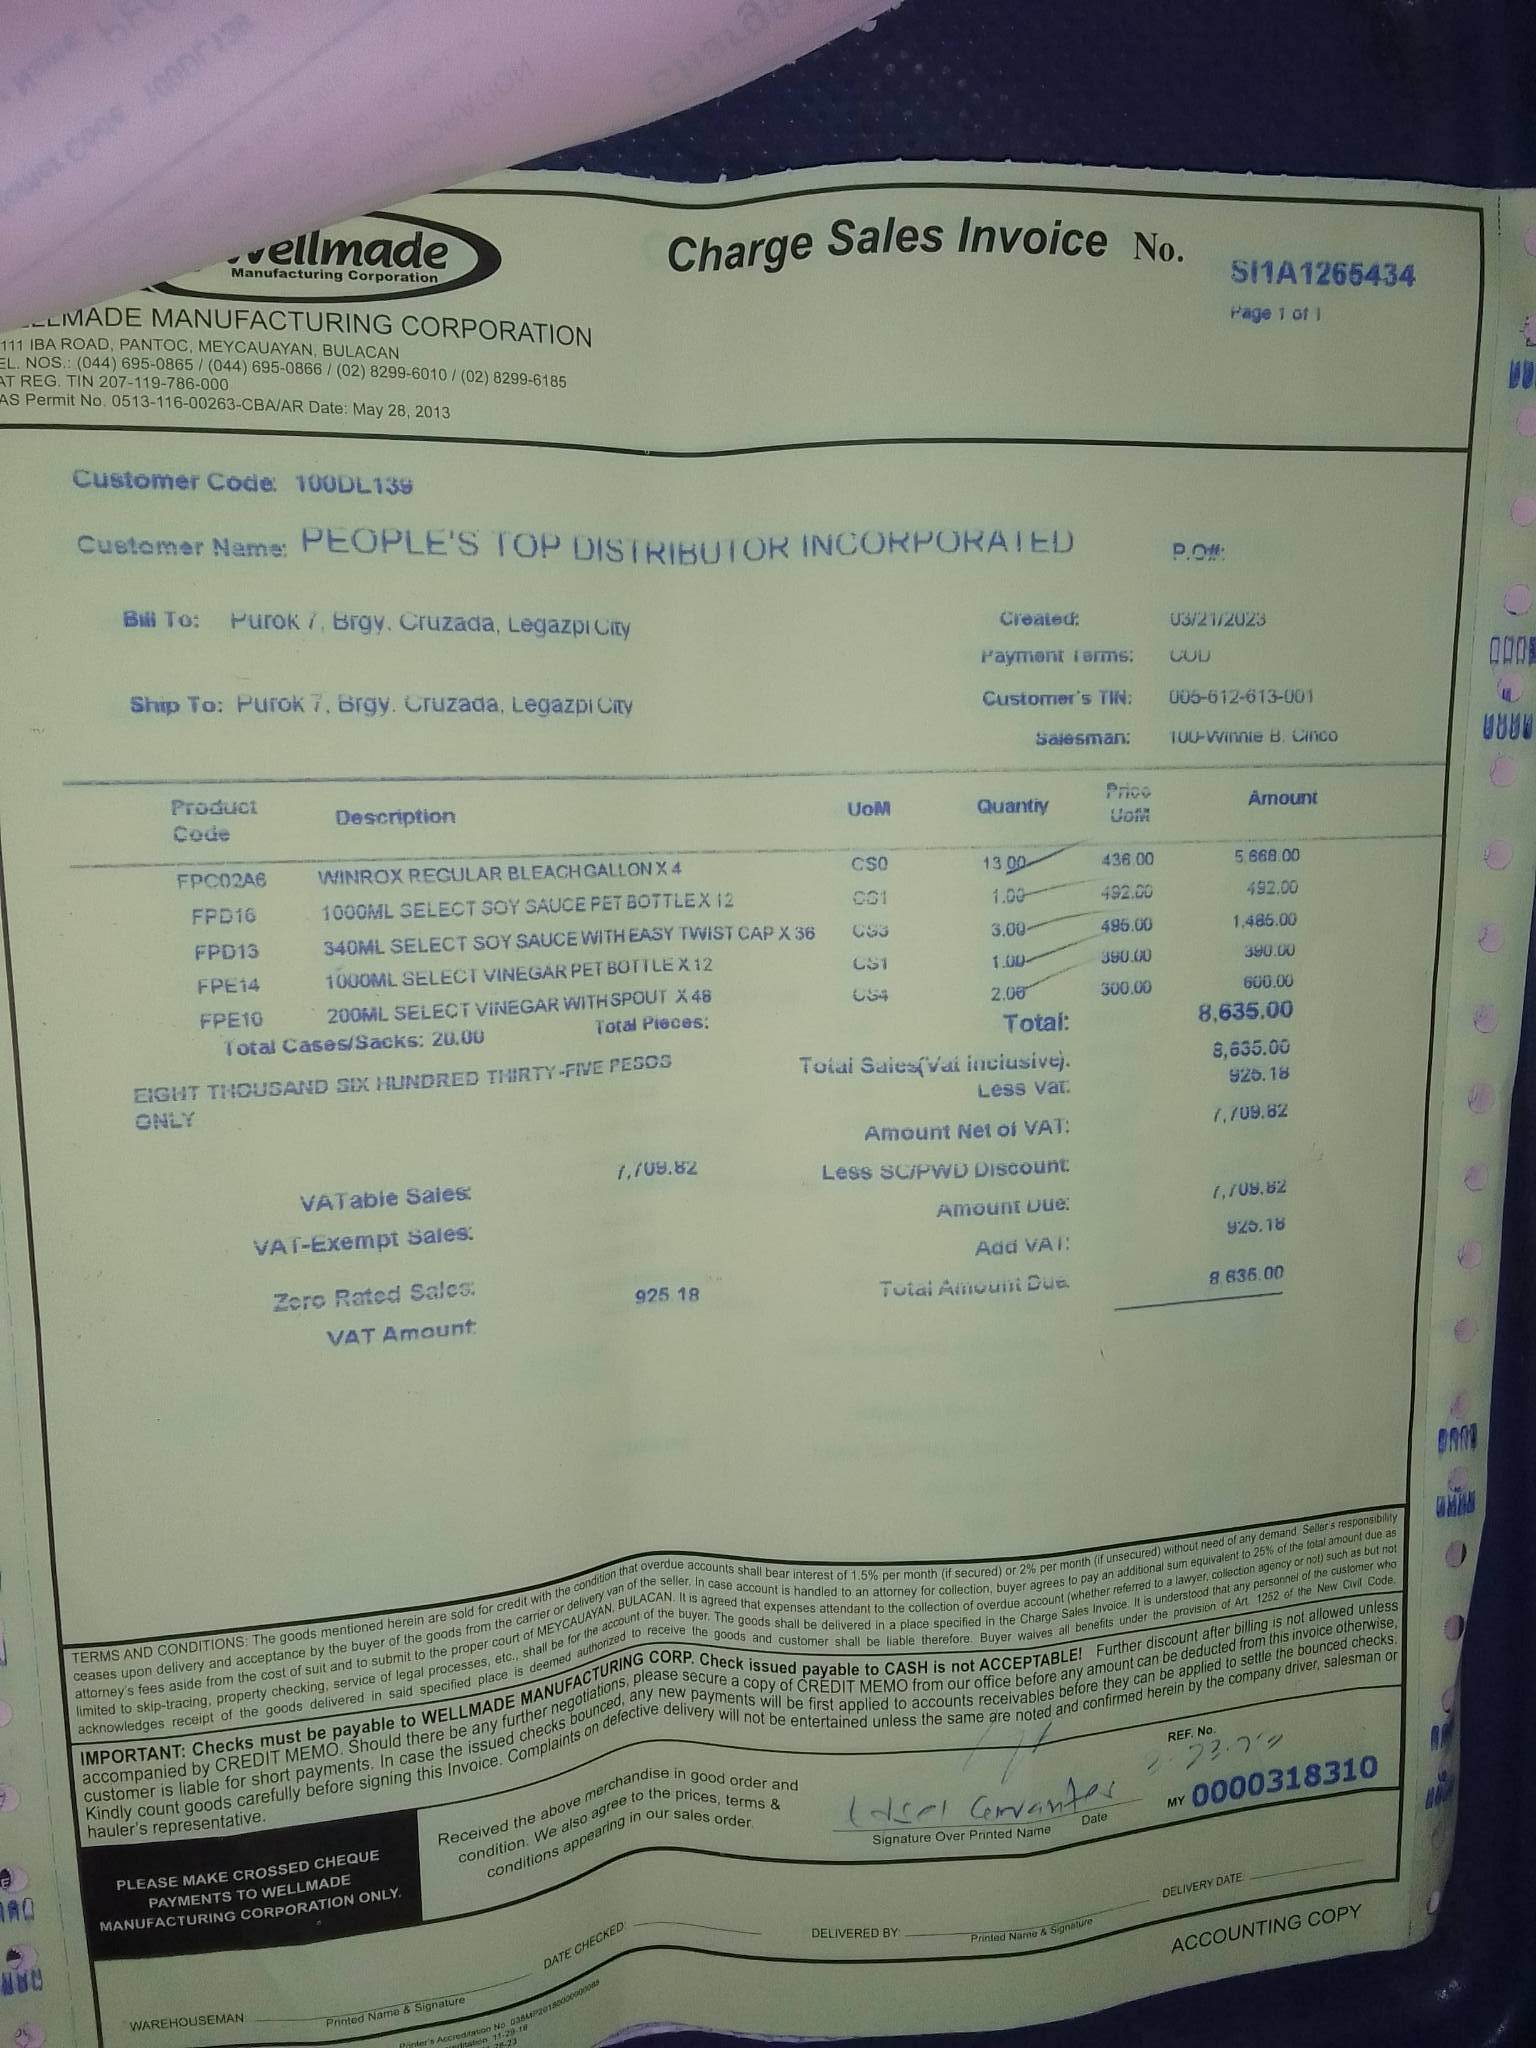 Wellmade
Manufacturing Corporation
Charge Sales Invoice No. SI1A1265434
Page 1 of 1
WELLMADE MANUFACTURING CORPORATION
111 IBA ROAD, PANTOC, MEYCAUAYAN, BULACAN
EL. NOS.: (044) 695-0865 / (044) 695-0866 / (02) 8299-6010 / (02) 8299-6185
AT REG. TIN 207-119-786-000
AS Permit No. 0513-116-00263-CBA/AR Date: May 28, 2013
Customer Code: 100DL139
Customer Name: PEOPLE'S TOP DISTRIBUTOR INCORPORATED P.O#:
Bill To: Purok 7, Brgy. Cruzada, Legazpi City
Created: 03/21/2023
Payment Terms: COD
Ship To: Purok 7, Brgy. Cruzada, Legazpi City
Customer's TIN: 005-612-613-001
Salesman: 100-Winnie B. Cinco
Product Code Description UoM Quantiy Price UoM Amount
FPC02A6 WINROX REGULAR BLEACH GALLON X 4 CS0 13.00 436.00 5,668.00
FPD16 1000ML SELECT SOY SAUCE PET BOTTLE X 12 CS1 1.00 492.00 492.00
FPD13 340ML SELECT SOY SAUCE WITH EASY TWIST CAP X 36 CS3 3.00 495.00 1,485.00
FPE14 1000ML SELECT VINEGAR PET BOTTLE X 12 CS1 1.00 390.00 390.00
FPE10 200ML SELECT VINEGAR WITH SPOUT X 48 CS4 2.00 300.00 600.00
Total Cases/Sacks: 20.00 Total Pieces: Total: 8,635.00
EIGHT THOUSAND SIX HUNDRED THIRTY-FIVE PESOS
ONLY
Total Sales(Vat Inclusive): 8,635.00
Less Vat: 925.18
Amount Net of VAT: 7,709.82
VATable Sales: 7,709.82
Less SC/PWD Discount:
VAT-Exempt Sales:
Amount Due: 7,709.82
Add VAT: 925.18
Zero Rated Sales:
Total Amount Due: 8,635.00
VAT Amount: 925.18
TERMS AND CONDITIONS: The goods mentioned herein are sold for credit with the condition that overdue accounts shall bear interest of 1.5% per month (if secured) or 2% per month (if unsecured) without need of any demand. Seller's responsibility
ceases upon delivery and acceptance by the buyer of the goods from the carrier or delivery van of the seller. In case account is handled to an attorney for collection, buyer agrees to pay an additional sum equivalent to 25% of the total amount due as
attorney's fees aside from the cost of suit and to submit to the proper court of MEYCAUAYAN, BULACAN. It is agreed that expenses attendant to the collection of overdue account (whether referred to a lawyer, collection agency or not) such as but not
limited to skip-tracing, property checking, service of legal processes, etc., shall be for the account of the buyer. The goods shall be delivered in a place specified in the Charge Sales Invoice. It is understood that any personnel of the customer who
acknowledges receipt of the goods delivered in said specified place is deemed authorized to receive the goods and customer shall be liable therefore. Buyer waives all benefits under the provision of Art. 1252 of the New Civil Code.
IMPORTANT: Checks must be payable to WELLMADE MANUFACTURING CORP. Check issued payable to CASH is not ACCEPTABLE! Further discount after billing is not allowed unless
accompanied by CREDIT MEMO. Should there be any further negotiations, please secure a copy of CREDIT MEMO from our office before any amount can be deducted from this invoice otherwise,
customer is liable for short payments. In case the issued checks bounced, any new payments will be first applied to accounts receivables before they can be applied to settle the bounced checks.
Kindly count goods carefully before signing this Invoice. Complaints on defective delivery will not be entertained unless the same are noted and confirmed herein by the company driver, salesman or
hauler's representative.
PLEASE MAKE CROSSED CHEQUE
PAYMENTS TO WELLMADE
MANUFACTURING CORPORATION ONLY.
Received the above merchandise in good order and
condition. We also agree to the prices, terms &
conditions appearing in our sales order.
Cervantes
Signature Over Printed Name Date
REF. No.
MY 0000318310
WAREHOUSEMAN
Printed Name & Signature
DATE CHECKED:
DELIVERED BY:
Printed Name & Signature
DELIVERY DATE
ACCOUNTING COPY